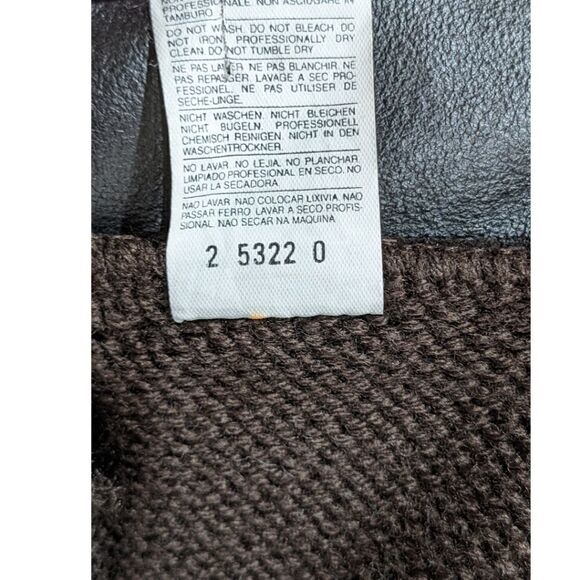 PROFESSIONALE NON ASCIUGARE IN
TAMBURO
DO NOT WASH. DO NOT BLEACH DO
NOT IRON. PROFESSIONALLY DRY
CLEAN DO NOT TUMBLE DRY
NE PAS LAVER NE PAS BLANCHIR. NE
PAS REPASSER. LAVAGE A SEC PRO-
FESSIONEL. NE PAS UTILISER DE
SECHE-LINGE.
NICHT WASCHEN. NICHT BLEICHEN
NICHT BUGELN. PROFESSIONELL
CHEMISCH REINIGEN. NICHT IN DEN
WASCHENTROCKNER.
NO LAVAR. NO LEJIA. NO PLANCHAR.
LIMPIADO PROFESIONAL EN SECO. NO
USAR LA SECADORA
NAO LAVAR. NAO COLOCAR LIXIVIA. NAO
PASSAR FERRO. LAVAR A SECO PROFIS-
SIONAL. NAO SECAR NA MAQUINA
2 5322 0